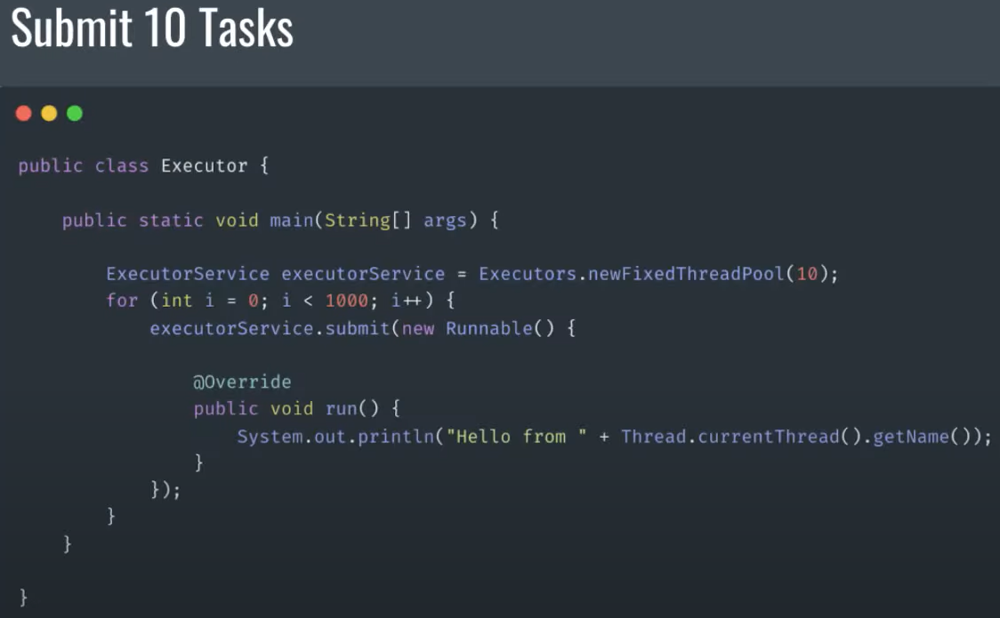 Submit 10 Tasks
public class Executor {
public static void main(String[] args) {
ExecutorService executorService = Executors.newFixedThreadPool(10);
for (int i = 0; i < 1000; i++) {
executorService.submit(new Runnable() {
@Override
public void run() {
System.out.println("Hello from " + Thread.currentThread().getName());
}
});
}
}
}